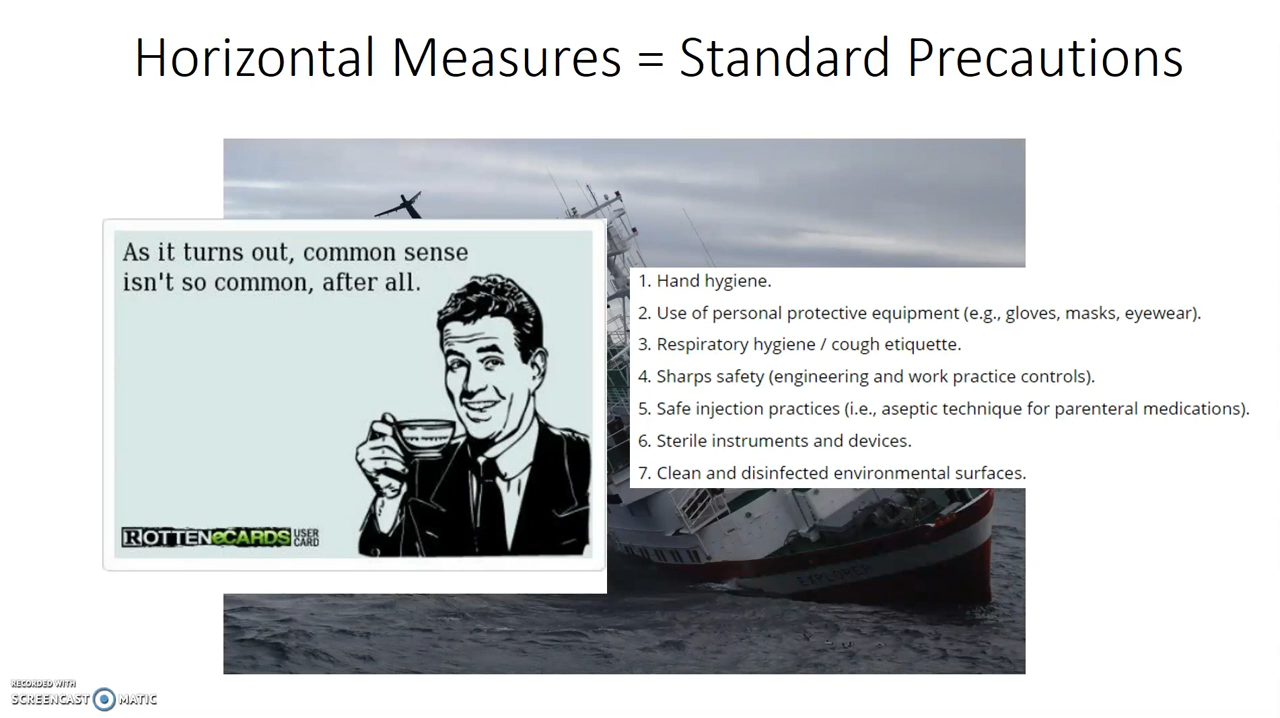 Horizontal Measures = Standard Precautions
As it turns out, common sense
isn't so common, after all.
ROTTENeCARDS USER
CARD
1. Hand hygiene.
2. Use of personal protective equipment (e.g., gloves, masks, eyewear).
3. Respiratory hygiene / cough etiquette.
4. Sharps safety (engineering and work practice controls).
5. Safe injection practices (i.e., aseptic technique for parenteral medications).
6. Sterile instruments and devices.
7. Clean and disinfected environmental surfaces.
EXPLORER
RECORDED WITH
SCREENCAST MATIC